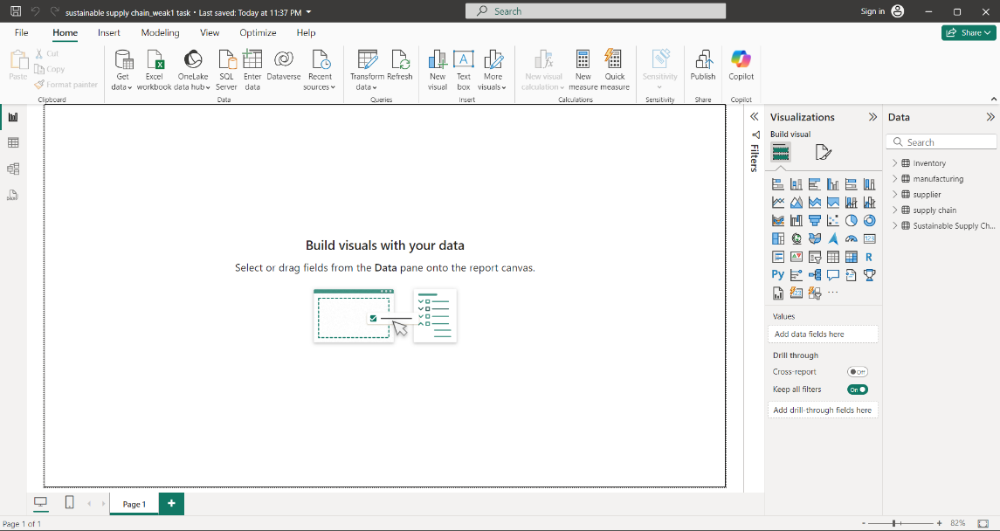 sustainable supply chain_weak1 task • Last saved: Today at 11:37 PM
Search
Sign in
File
Home
Insert
Modeling
View
Optimize
Help
Share
Paste
Cut
Copy
Format painter
Clipboard
Get data
Excel workbook
OneLake data hub
SQL Server
Enter data
Dataverse
Recent sources
Data
Transform data
Refresh
Queries
New visual
Text box
More visuals
Insert
New visual calculation
New measure
Quick measure
Calculations
Sensitivity
Sensitivity
Publish
Share
Copilot
Copilot
Build visuals with your data
Select or drag fields from the Data pane onto the report canvas.
Filters
Visualizations
Build visual
123
R
Py
123
...
Values
Add data fields here
Drill through
Cross-report
Off
Keep all filters
On
Add drill-through fields here
Data
Search
Inventory
manufacturing
supplier
supply chain
Sustainable Supply Ch...
Page 1
+
Page 1 of 1
-
+
82%